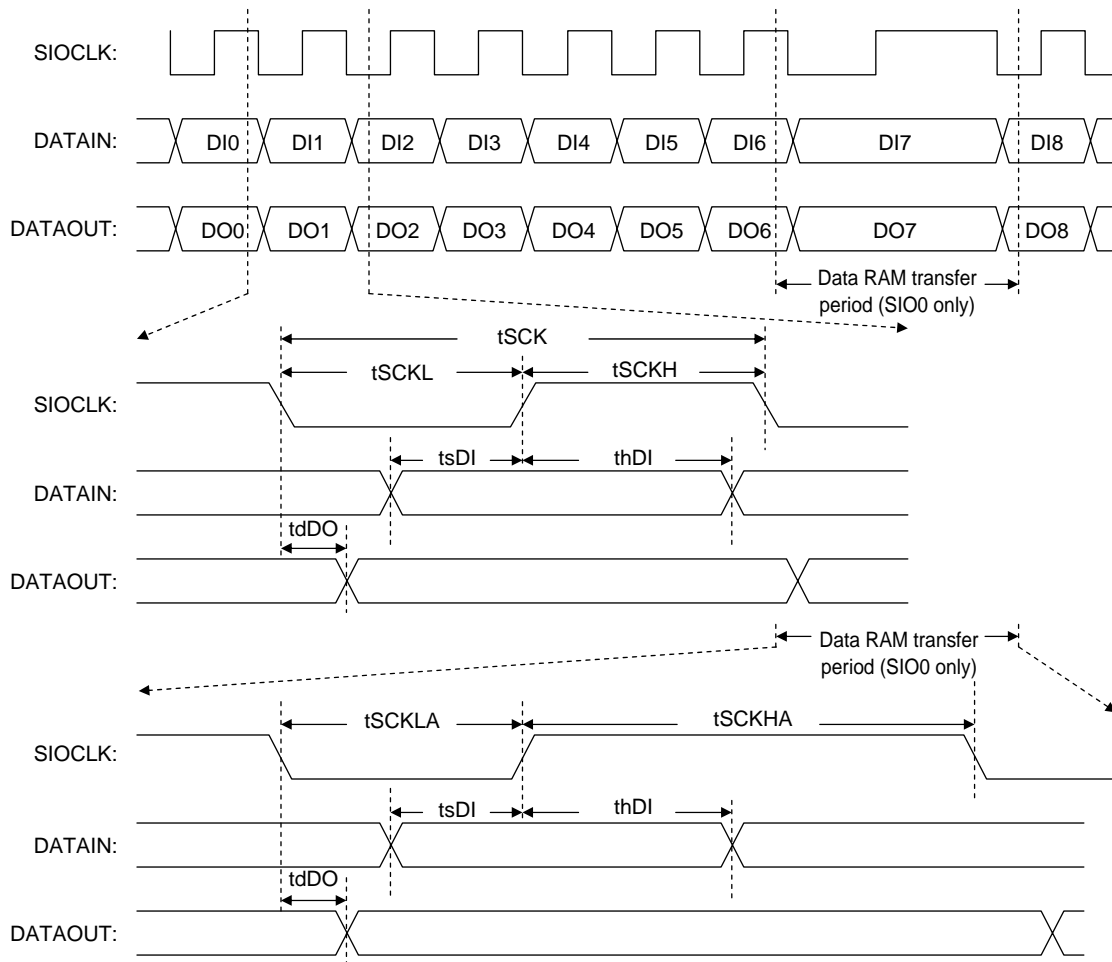 SIOCLK:
DATAIN: DI0 DI1 DI2 DI3 DI4 DI5 DI6 DI7 DI8
DATAOUT: DO0 DO1 DO2 DO3 DO4 DO5 DO6 DO7 DO8
Data RAM transfer
period (SIO0 only)
tSCK
tSCKL tSCKH
SIOCLK:
tsDI thDI
DATAIN:
tdDO
DATAOUT:
Data RAM transfer
period (SIO0 only)
tSCKLA tSCKHA
SIOCLK:
tsDI thDI
DATAIN:
tdDO
DATAOUT: